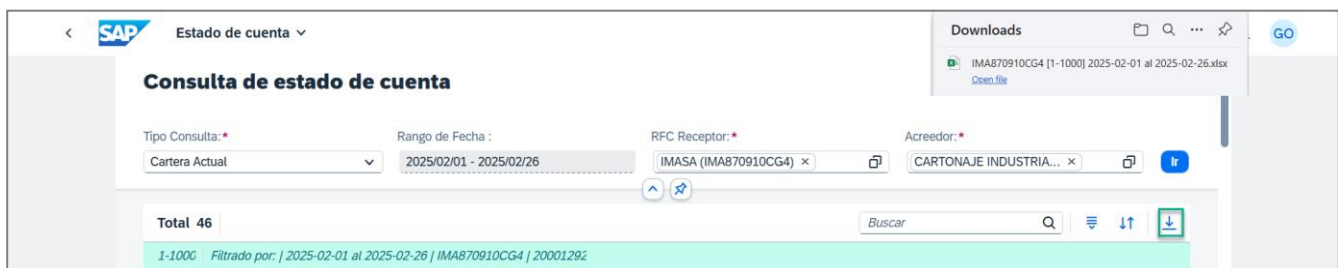 SAP Estado de cuenta
Downloads
GO
IMA870910CG4 [1-1000] 2025-02-01 al 2025-02-26.xlsx
Open file
Consulta de estado de cuenta
Tipo Consulta:* Rango de Fecha : RFC Receptor:* Acreedor:*
Cartera Actual 2025/02/01 - 2025/02/26 IMASA (IMA870910CG4) × CARTONAJE INDUSTRIA... × Ir
Total 46 Buscar
1-1000 Filtrado por: | 2025-02-01 al 2025-02-26 | IMA870910CG4 | 20001292